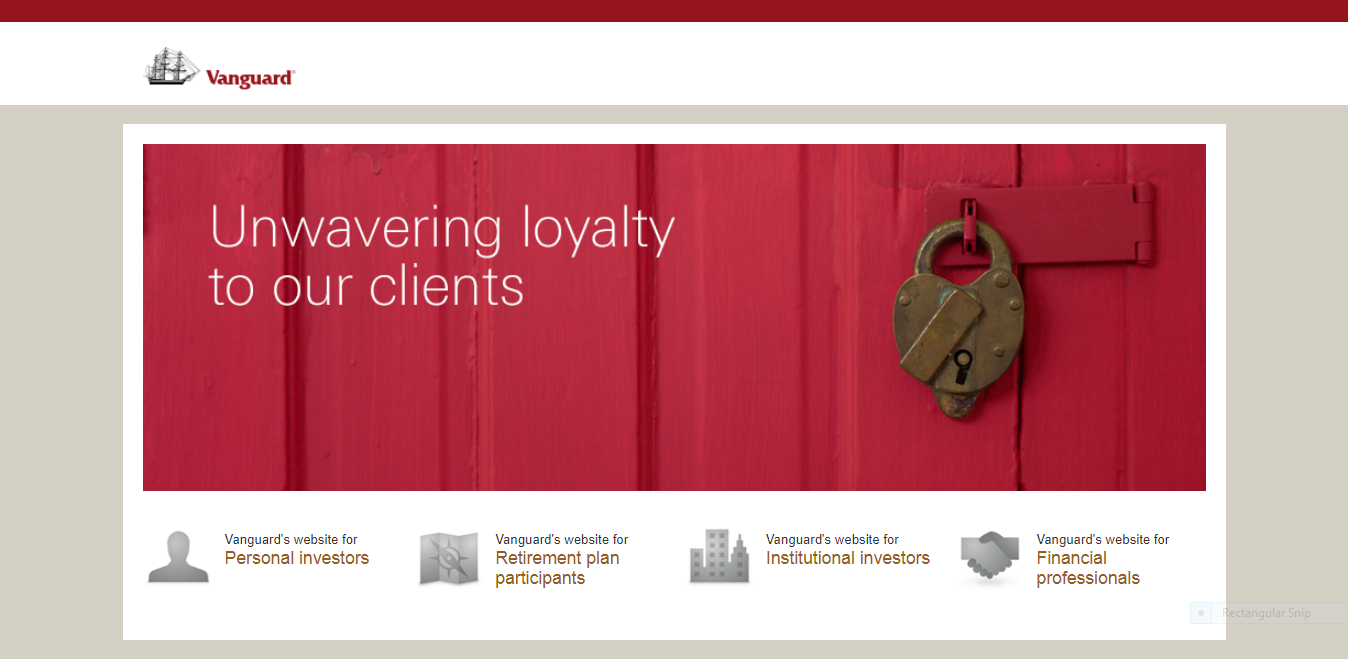 Vanguard®
Unwavering loyalty
to our clients
Vanguard's website for
Personal investors
Vanguard's website for
Retirement plan
participants
Vanguard's website for
Institutional investors
Vanguard's website for
Financial
professionals
Rectangular Snip